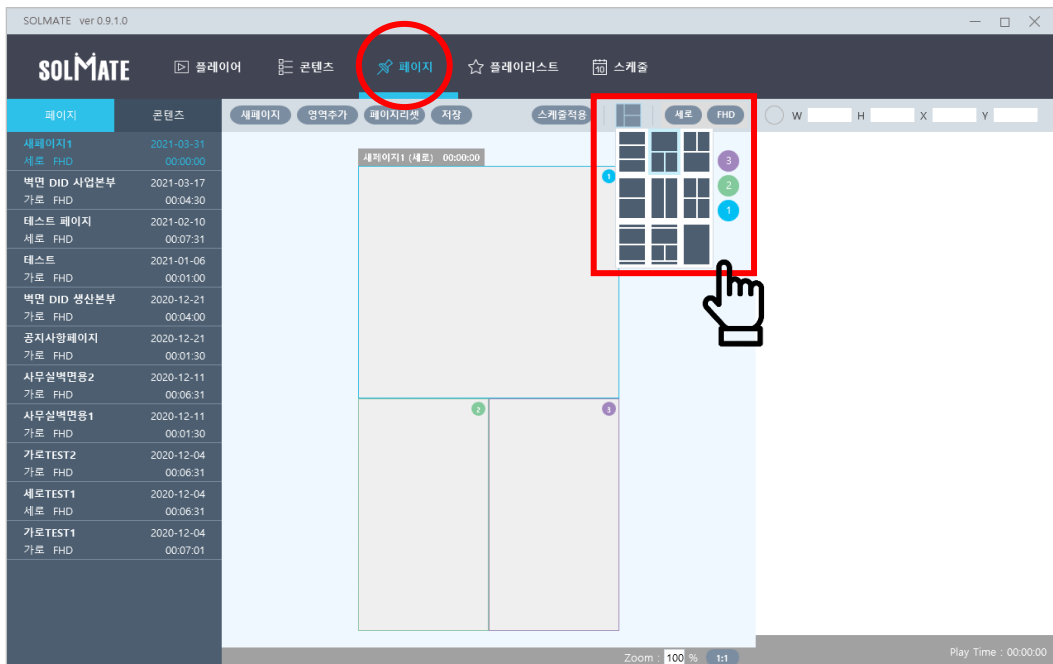 SOLMATE ver 0.9.1.0
SOLMATE 플레이어 콘텐츠 페이지 플레이리스트 10 스케줄
페이지 콘텐츠 새페이지 영역추가 페이지리셋 저장 스케줄적용 세로 FHD W H X Y
새페이지1 2021-03-31
세로 FHD 00:00:00
벽면 DID 사업본부 2021-03-17
가로 FHD 00:04:30
테스트 페이지 2021-02-10
세로 FHD 00:07:31
테스트 2021-01-06
가로 FHD 00:01:00
벽면 DID 생산본부 2020-12-21
가로 FHD 00:04:00
공지사항페이지 2020-12-21
가로 FHD 00:01:30
사무실벽면용2 2020-12-11
가로 FHD 00:06:31
사무실벽면용1 2020-12-11
가로 FHD 00:01:30
가로TEST2 2020-12-04
가로 FHD 00:06:31
세로TEST1 2020-12-04
세로 FHD 00:06:31
가로TEST1 2020-12-04
가로 FHD 00:07:01
새페이지1 (세로) 00:00:00
1
2
3
3
2
1
Zoom : 100 % 1:1
Play Time : 00:00:00